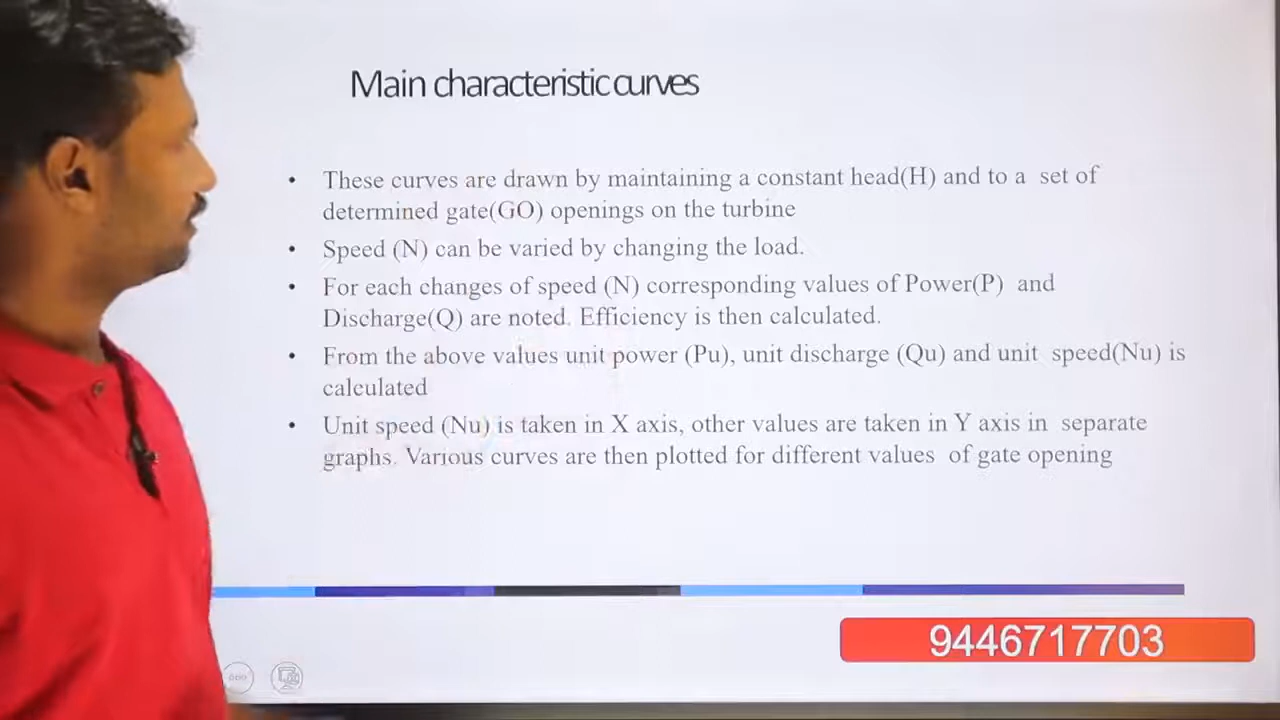 Main characteristic curves
• These curves are drawn by maintaining a constant head(H) and to a set of
determined gate(GO) openings on the turbine
• Speed (N) can be varied by changing the load.
• For each changes of speed (N) corresponding values of Power(P) and
Discharge(Q) are noted. Efficiency is then calculated.
• From the above values unit power (Pu), unit discharge (Qu) and unit speed(Nu) is
calculated
• Unit speed (Nu) is taken in X axis, other values are taken in Y axis in separate
graphs. Various curves are then plotted for different values of gate opening
9446717703